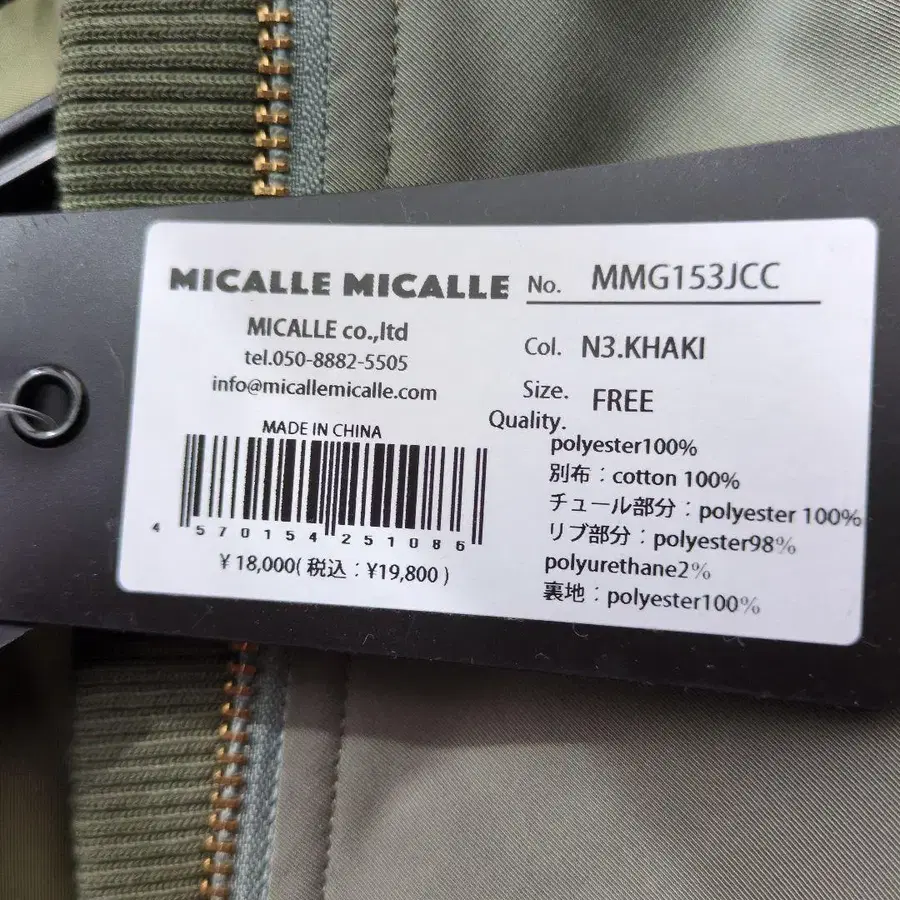 MICALLE MICALLE
MICALLE co.,ltd
tel.050-8882-5505
info@micallemicalle.com
MADE IN CHINA
4 570154 251086
¥18,000(税込：¥19,800)
No. MMG153JCC
Col. N3.KHAKI
Size. FREE
Quality.
polyester100%
別布：cotton 100%
チュール部分：polyester 100%
リブ部分：polyester98%
polyurethane2%
裏地：polyester100%